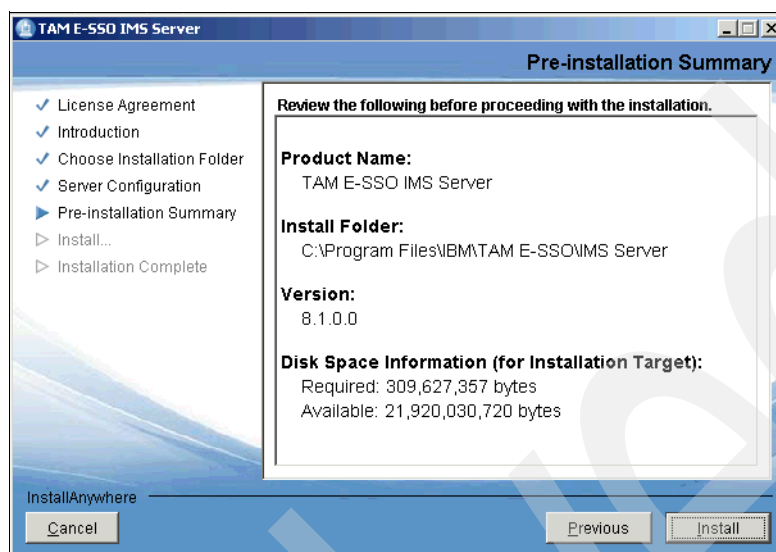 TAM E-SSO IMS Server
Pre-installation Summary
License Agreement
Introduction
Choose Installation Folder
Server Configuration
Pre-installation Summary
Install...
Installation Complete
Review the following before proceeding with the installation.
Product Name:
TAM E-SSO IMS Server
Install Folder:
C:\Program Files\IBM\TAM E-SSO\IMS Server
Version:
8.1.0.0
Disk Space Information (for Installation Target):
Required: 309,627,357 bytes
Available: 21,920,030,720 bytes
InstallAnywhere
Cancel
Previous
Install